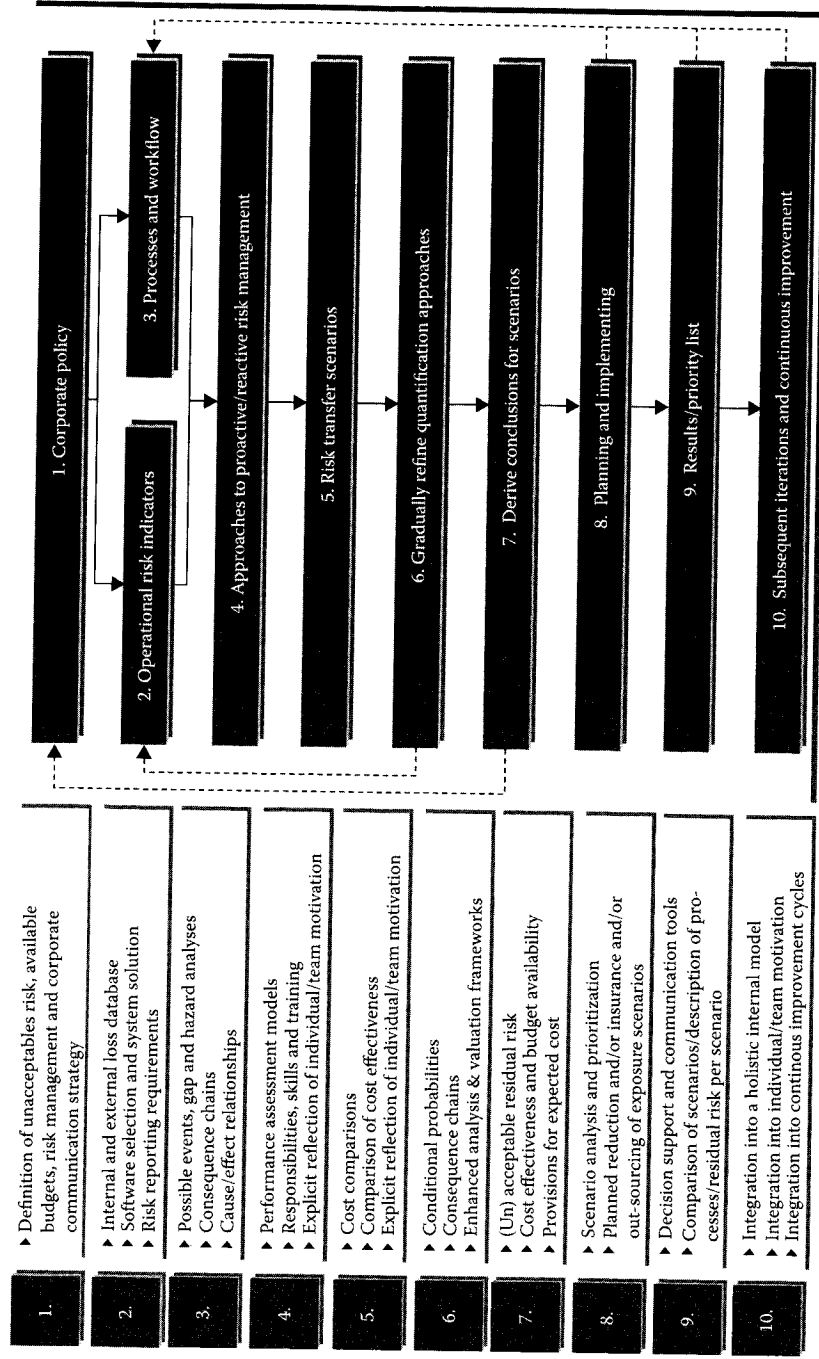 1.
▸ Definition of unacceptables risk, available
budgets, risk management and corporate
communication strategy
2.
▸ Internal and external loss database
▸ Software selection and system solution
▸ Risk reporting requirements
3.
▸ Possible events, gap and hazard analyses
▸ Consequence chains
▸ Cause/effect relationships
4.
▸ Performance assessment models
▸ Responsibilities, skills and training
▸ Explicit reflection of individual/team motivation
5.
▸ Cost comparisons
▸ Comparison of cost effectiveness
▸ Explicit reflection of individual/team motivation
6.
▸ Conditional probabilities
▸ Consequence chains
▸ Enhanced analysis & valuation frameworks
7.
▸ (Un) acceptable residual risk
▸ Cost effectiveness and budget availability
▸ Provisions for expected cost
8.
▸ Scenario analysis and prioritization
▸ Planned reduction and/or insurance and/or
out-sourcing of exposure scenarios
9.
▸ Decision support and communication tools
▸ Comparison of scenarios/description of pro-
cesses/residual risk per scenario
10.
▸ Integration into a holistic internal model
▸ Integration into individual/team motivation
▸ Integration into continous improvement cycles
1. Corporate policy
2. Operational risk indicators
3. Processes and workflow
4. Approaches to proactive/reactive risk management
5. Risk transfer scenarios
6. Gradually refine quantification approaches
7. Derive conclusions for scenarios
8. Planning and implementing
9. Results/priority list
10. Subsequent iterations and continuous improvement